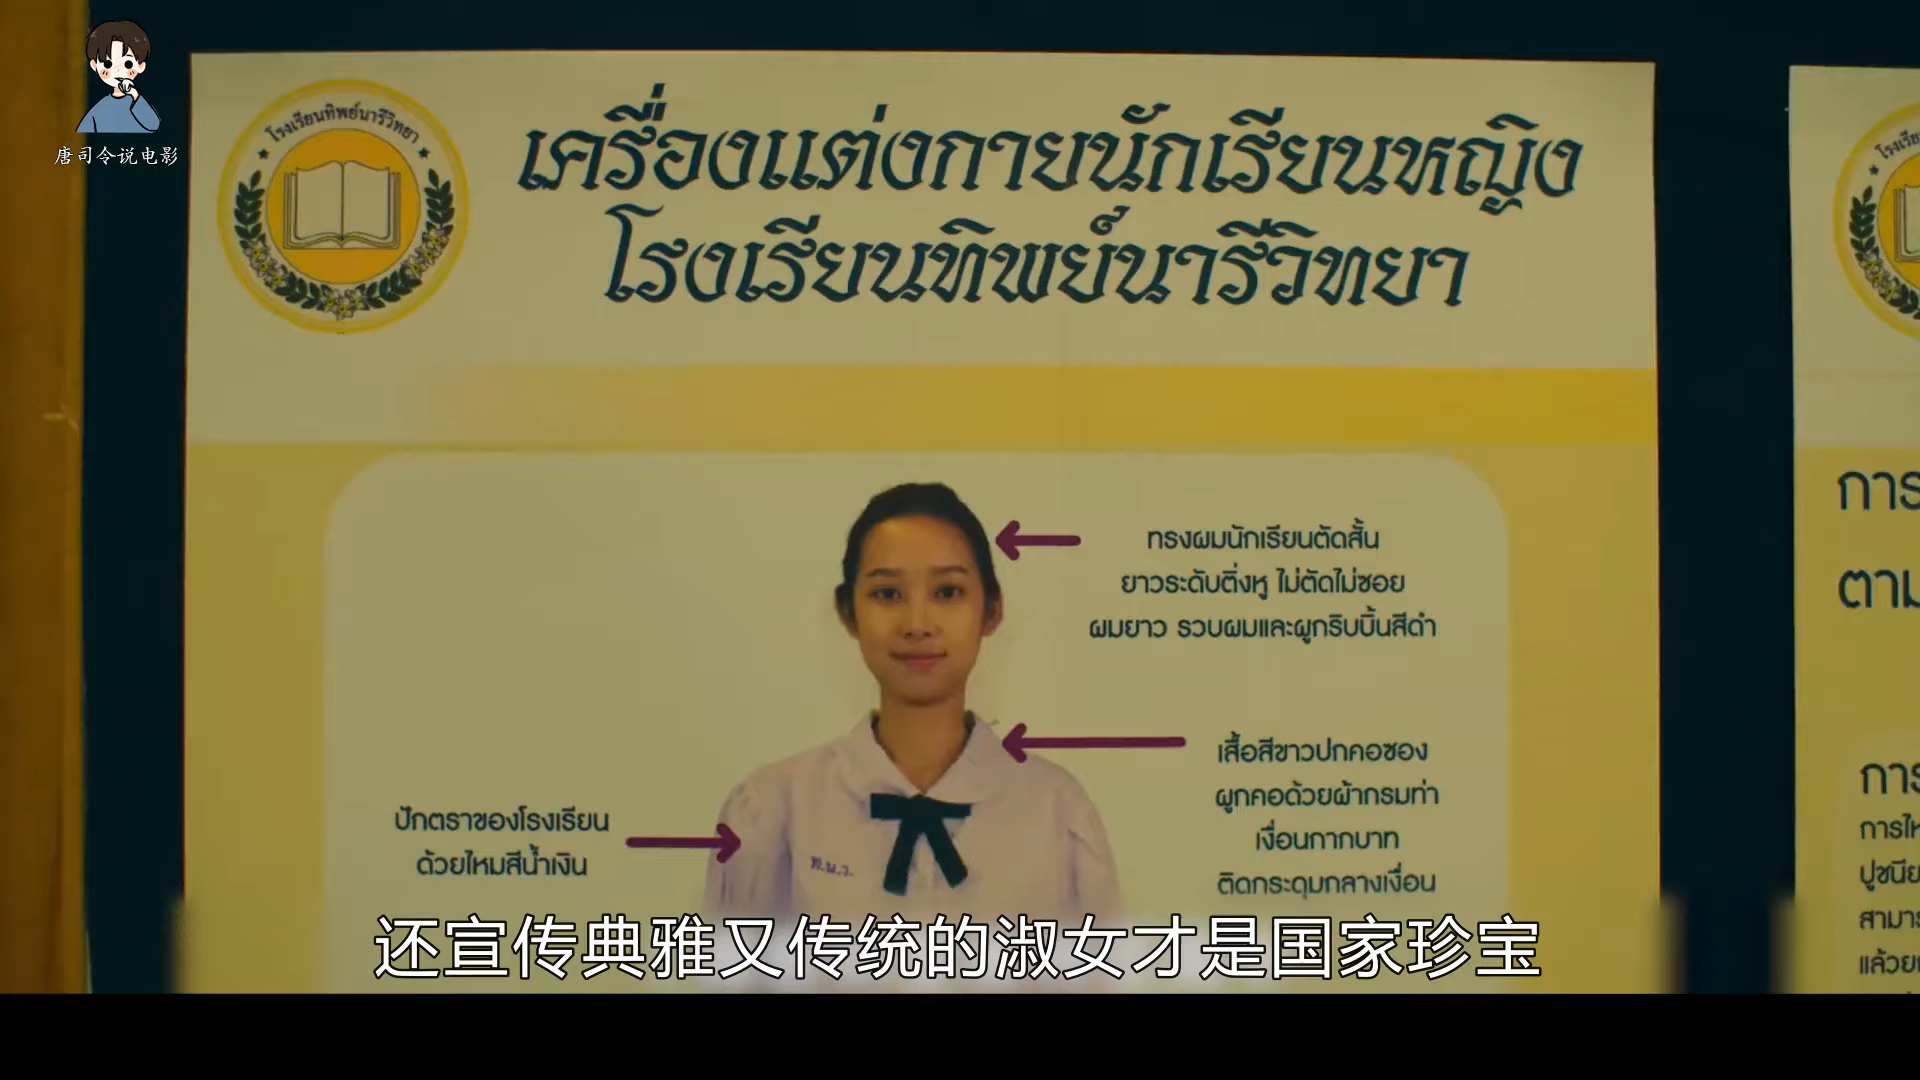 唐司令说电影
โรงเรียนทิพย์นารีวิทยา
เครื่องแต่งกายนักเรียนหญิง
โรงเรียนทิพย์นารีวิทยา
ทรงผมนักเรียนตัดสั้น
ยาวระดับติ่งหู ไม่ตัดไม่ซอย
ผมยาว รวบผมและผูกริบบิ้นสีดำ
เสื้อสีขาวปกคอซอง
ผูกคอด้วยผ้ากรมท่า
เงื่อนกากบาท
ติดกระดุมกลางเงื่อน
ปักตราของโรงเรียน
ด้วยไหมสีน้ำเงิน
ท.น.ว.
还宣传典雅又传统的淑女才是国家珍宝
การ
ตาม
การ
การไห
ปูชนีย
สามาร
แล้วย